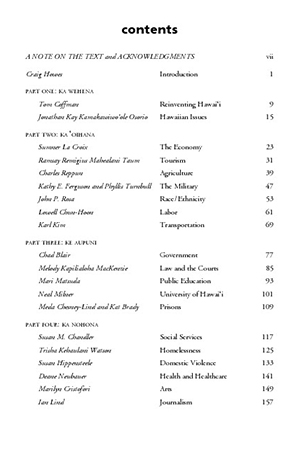 contents
A NOTE ON THE TEXT and ACKNOWLEDGMENTS vii
Craig Howes Introduction 1
PART ONE: KA WEHENA
Tom Coffman Reinventing Hawai'i 9
Jonathan Kay Kamakawiwo'ole Osorio Hawaiian Issues 15
PART TWO: KA 'OIHANA
Sumner La Croix The Economy 23
Ramsay Remigius Mahealani Taum Tourism 31
Charles Reppun Agriculture 39
Kathy E. Ferguson and Phyllis Turnbull The Military 47
John P. Rosa Race/Ethnicity 53
Lowell Chun-Hoon Labor 61
Karl Kim Transportation 69
PART THREE: KE AUPUNI
Chad Blair Government 77
Melody Kapilialoha MacKenzie Law and the Courts 85
Mari Matsuda Public Education 93
Neal Milner University of Hawai'i 101
Meda Chesney-Lind and Kat Brady Prisons 109
PART FOUR: KA NOHONA
Susan M. Chandler Social Services 117
Trisha Kehaulani Watson Homelessness 125
Susan Hippensteele Domestic Violence 133
Deane Neubauer Health and Healthcare 141
Marilyn Cristofori Arts 149
Ian Lind Journalism 157